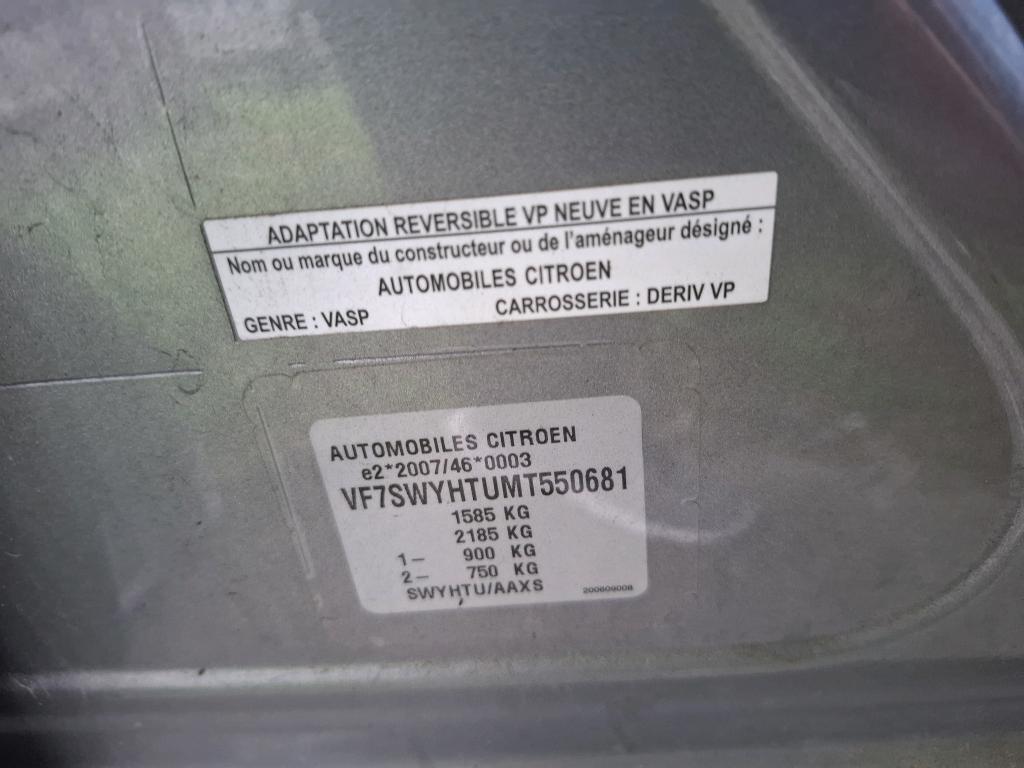 ADAPTATION REVERSIBLE VP NEUVE EN VASP
Nom ou marque du constructeur ou de l'aménageur désigné :
AUTOMOBILES CITROEN
GENRE : VASP CARROSSERIE : DERIV VP
AUTOMOBILES CITROEN
e2*2007/46*0003
VF7SWYHTUMT550681
1585 KG
2185 KG
1– 900 KG
2– 750 KG
SWYHTU/AAXS 200609008